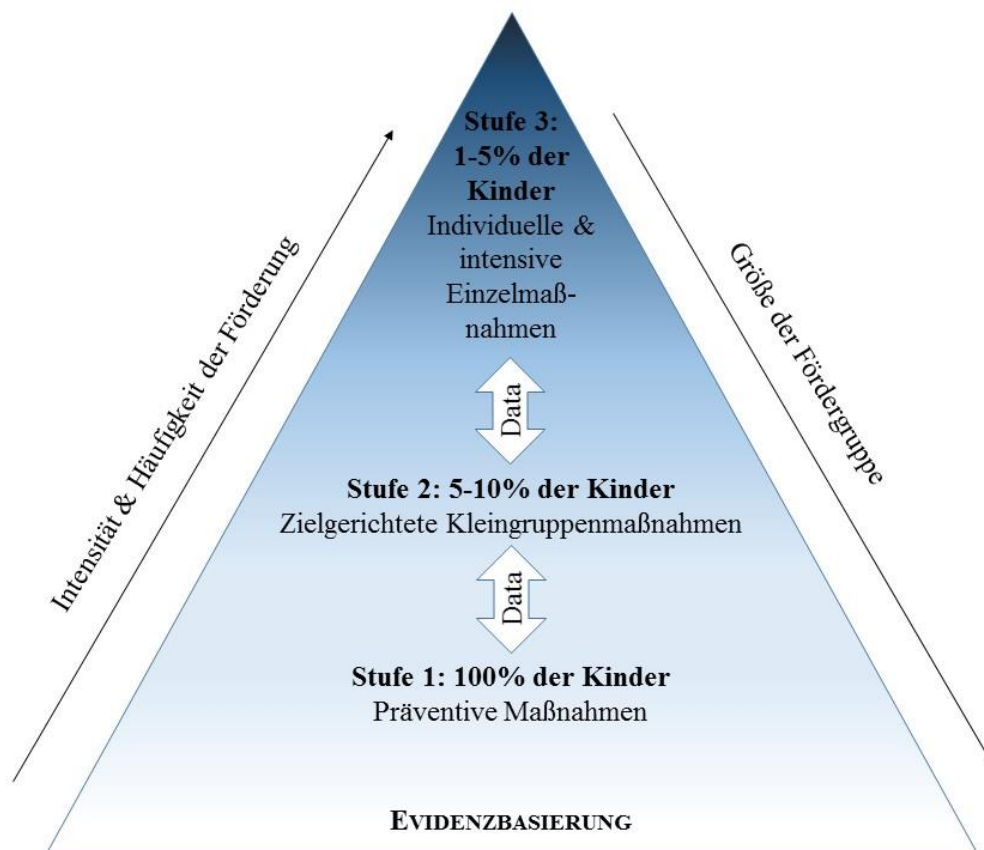 Stufe 3:
1-5% der
Kinder
Individuelle &
intensive
Einzelmaß-
nahmen
Intensität & Häufigkeit der Förderung
Größe der Fördergruppe
Data
Stufe 2: 5-10% der Kinder
Zielgerichtete Kleingruppenmaßnahmen
Data
Stufe 1: 100% der Kinder
Präventive Maßnahmen
EVIDENZBASIERUNG